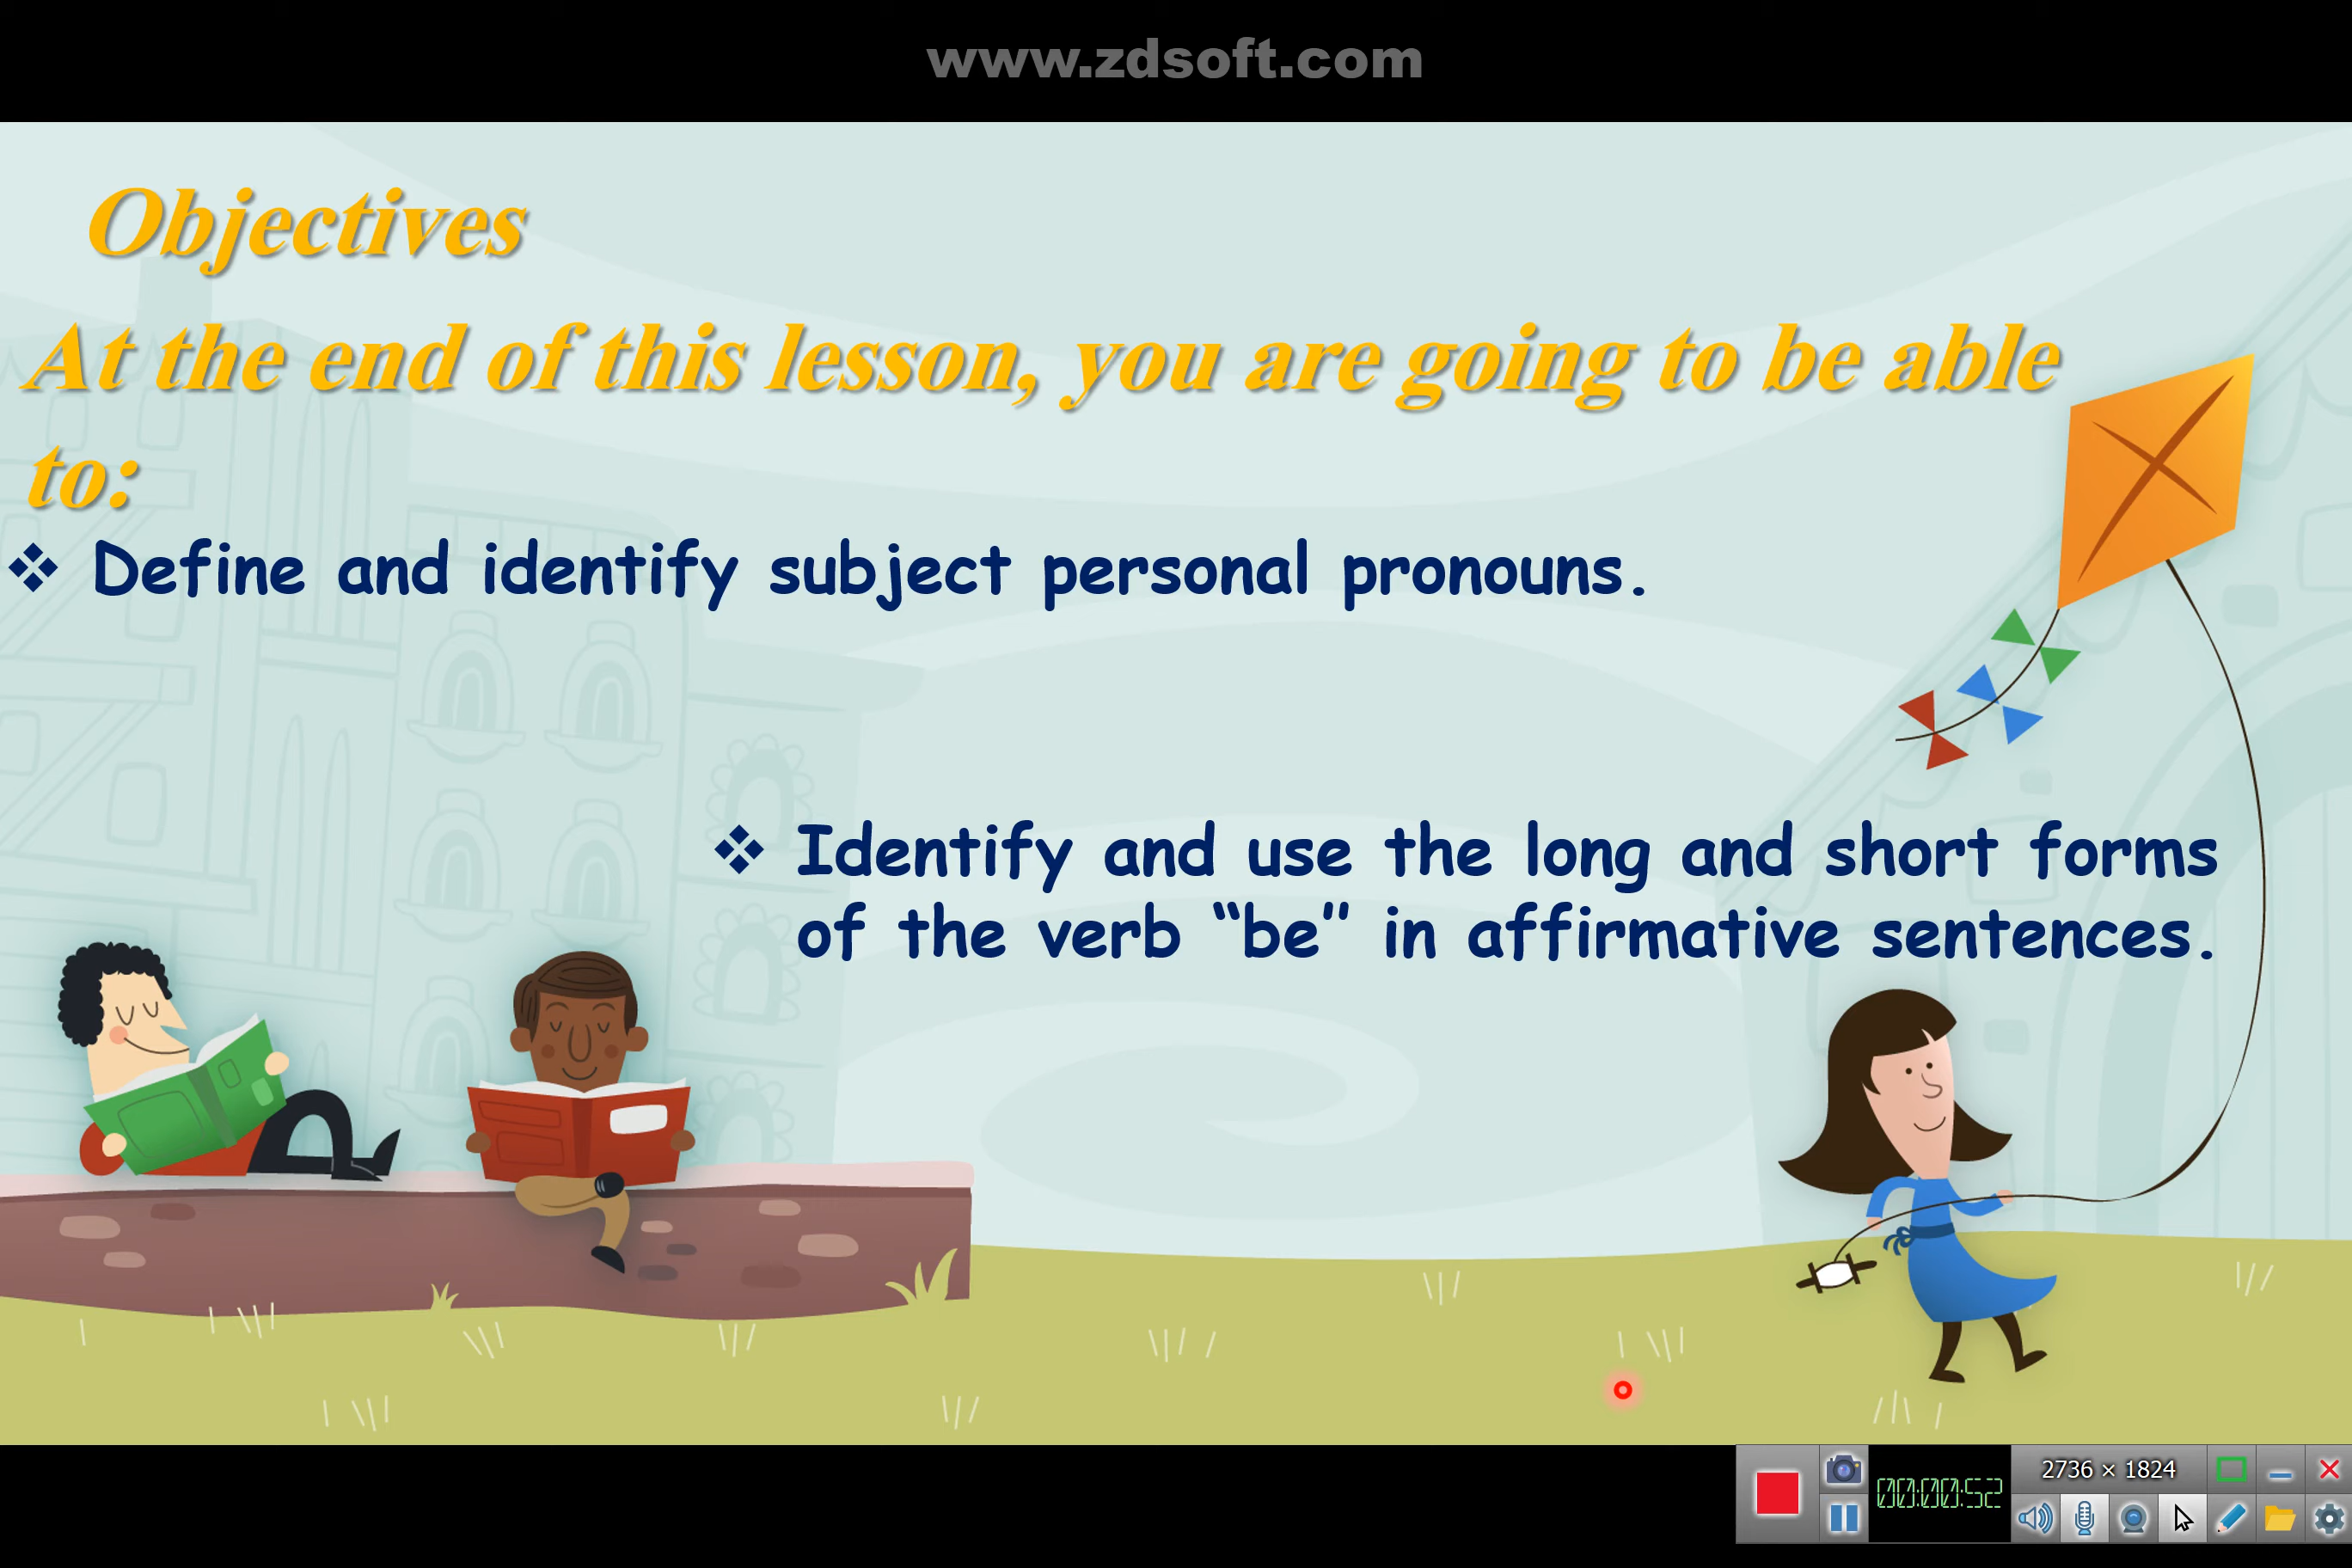 www.zdsoft.com
Objectives
At the end of this lesson, you are going to be able
to:
❖ Define and identify subject personal pronouns.
❖ Identify and use the long and short forms
of the verb “be” in affirmative sentences.
2736 × 1824
00:00:52